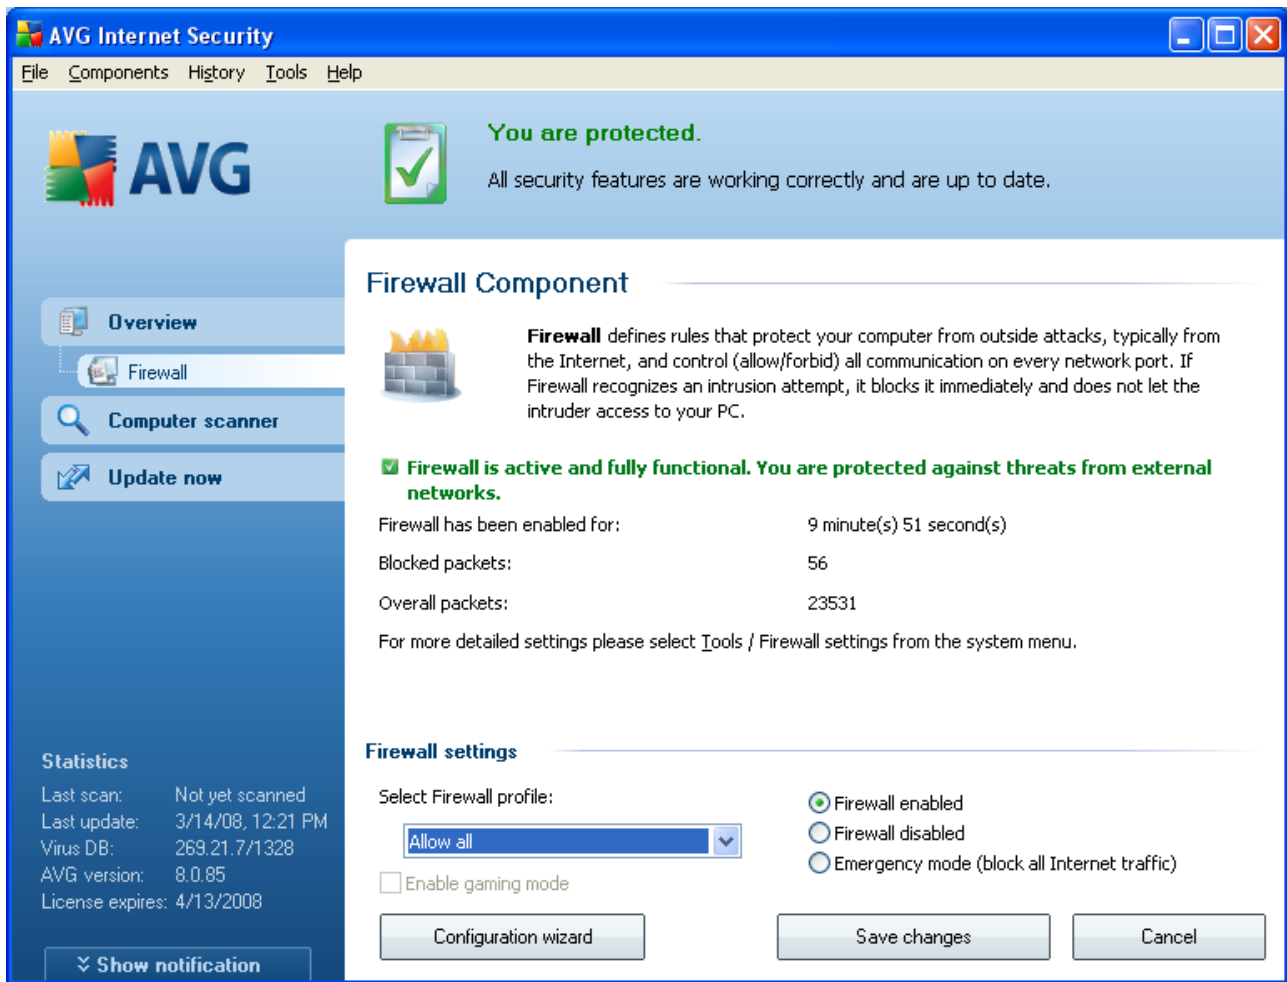 AVG Internet Security
File Components History Tools Help
AVG
You are protected.
All security features are working correctly and are up to date.
Overview
Firewall
Computer scanner
Update now
Firewall Component
Firewall defines rules that protect your computer from outside attacks, typically from
the Internet, and control (allow/forbid) all communication on every network port. If
Firewall recognizes an intrusion attempt, it blocks it immediately and does not let the
intruder access to your PC.
Firewall is active and fully functional. You are protected against threats from external
networks.
Firewall has been enabled for: 9 minute(s) 51 second(s)
Blocked packets: 56
Overall packets: 23531
For more detailed settings please select Tools / Firewall settings from the system menu.
Statistics
Last scan: Not yet scanned
Last update: 3/14/08, 12:21 PM
Virus DB: 269.21.7/1328
AVG version: 8.0.85
License expires: 4/13/2008
Show notification
Firewall settings
Select Firewall profile:
Allow all
Enable gaming mode
Firewall enabled
Firewall disabled
Emergency mode (block all Internet traffic)
Configuration wizard Save changes Cancel